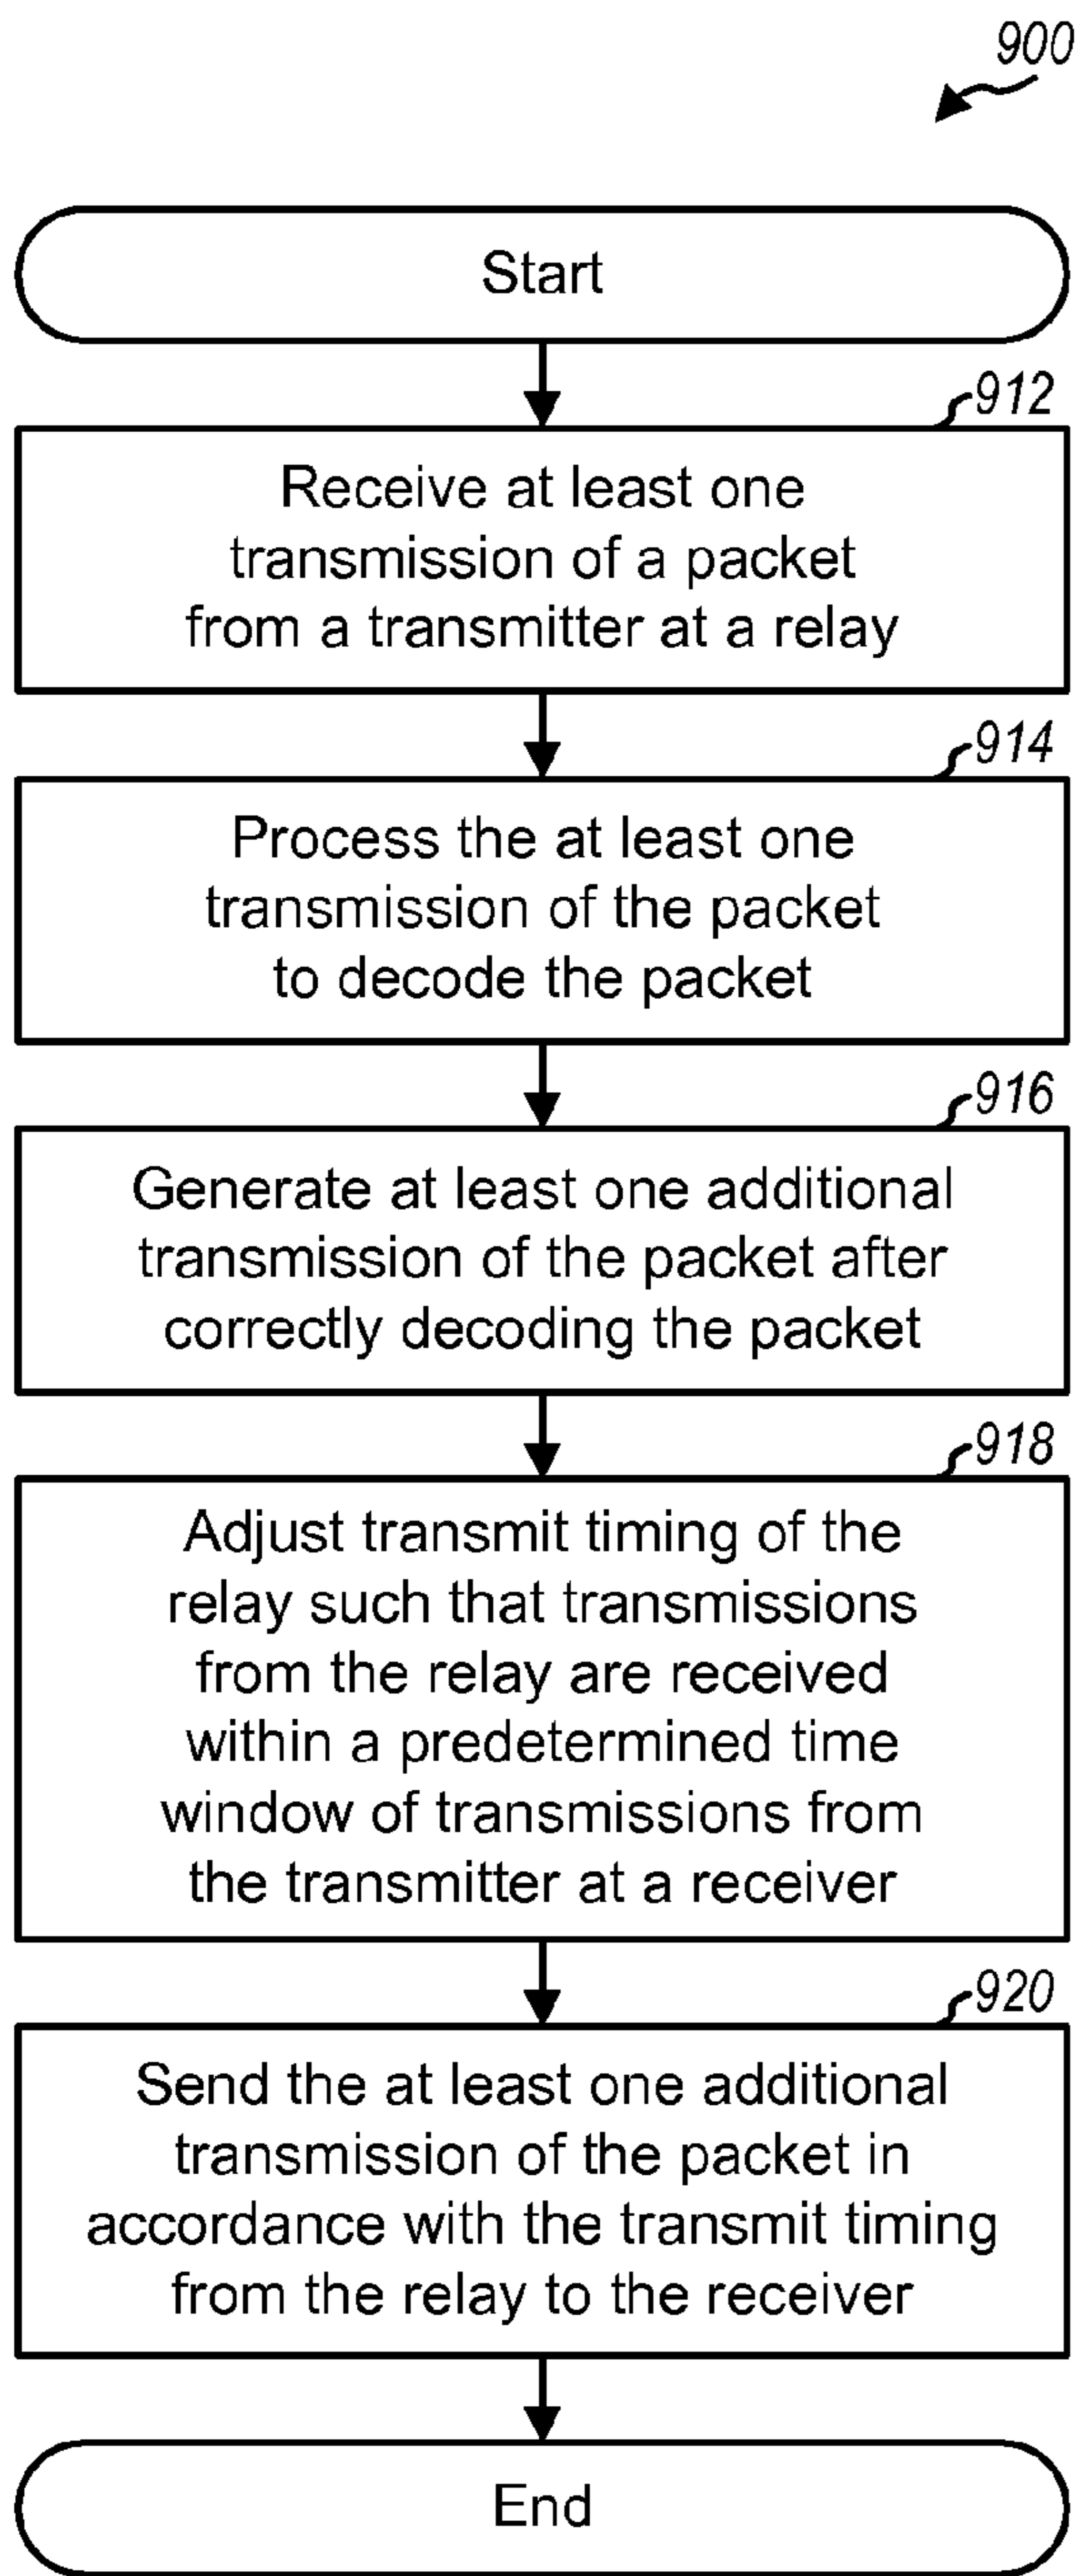 900
Start
912
Receive at least one
transmission of a packet
from a transmitter at a relay
914
Process the at least one
transmission of the packet
to decode the packet
916
Generate at least one additional
transmission of the packet after
correctly decoding the packet
918
Adjust transmit timing of the
relay such that transmissions
from the relay are received
within a predetermined time
window of transmissions from
the transmitter at a receiver
920
Send the at least one additional
transmission of the packet in
accordance with the transmit timing
from the relay to the receiver
End